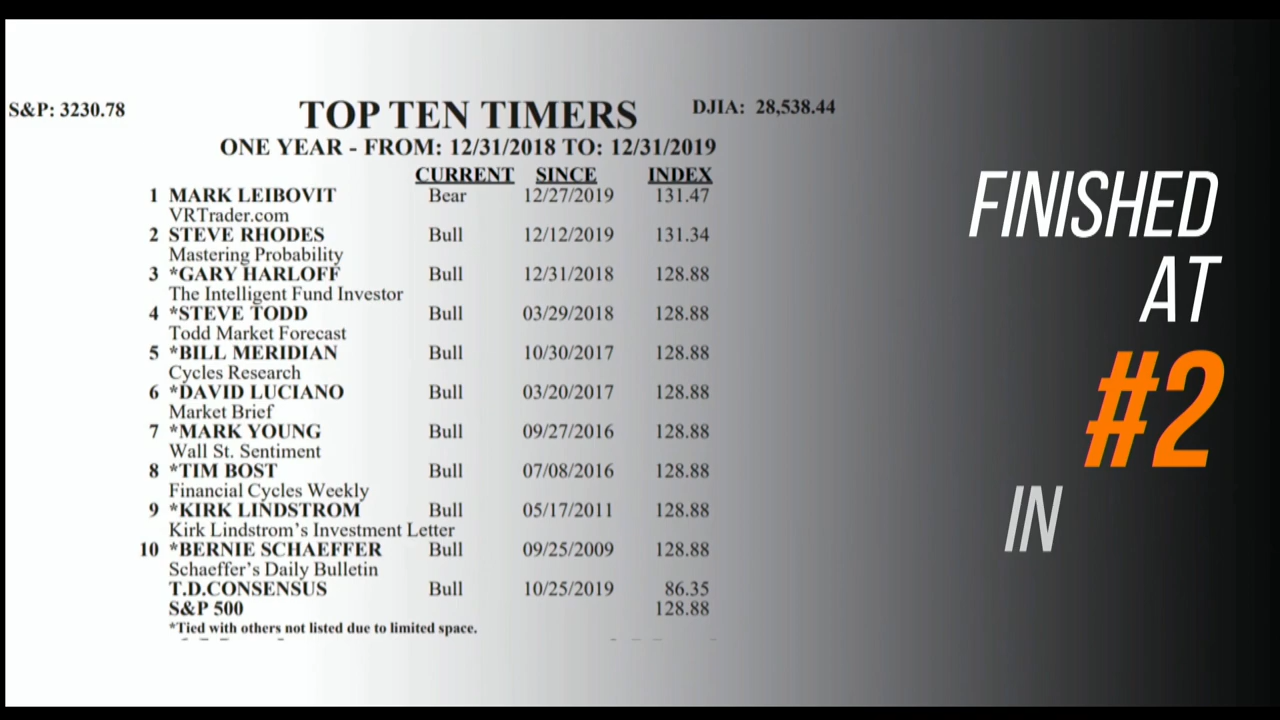 S&P: 3230.78
TOP TEN TIMERS
DJIA: 28,538.44
ONE YEAR - FROM: 12/31/2018 TO: 12/31/2019
CURRENT SINCE INDEX
1 MARK LEIBOVIT Bear 12/27/2019 131.47
VRTrader.com
2 STEVE RHODES Bull 12/12/2019 131.34
Mastering Probability
3 *GARY HARLOFF Bull 12/31/2018 128.88
The Intelligent Fund Investor
4 *STEVE TODD Bull 03/29/2018 128.88
Todd Market Forecast
5 *BILL MERIDIAN Bull 10/30/2017 128.88
Cycles Research
6 *DAVID LUCIANO Bull 03/20/2017 128.88
Market Brief
7 *MARK YOUNG Bull 09/27/2016 128.88
Wall St. Sentiment
8 *TIM BOST Bull 07/08/2016 128.88
Financial Cycles Weekly
9 *KIRK LINDSTROM Bull 05/17/2011 128.88
Kirk Lindstrom's Investment Letter
10 *BERNIE SCHAEFFER Bull 09/25/2009 128.88
Schaeffer's Daily Bulletin
T.D.CONSENSUS Bull 10/25/2019 86.35
S&P 500 128.88
*Tied with others not listed due to limited space.
FINISHED
AT
#2
IN